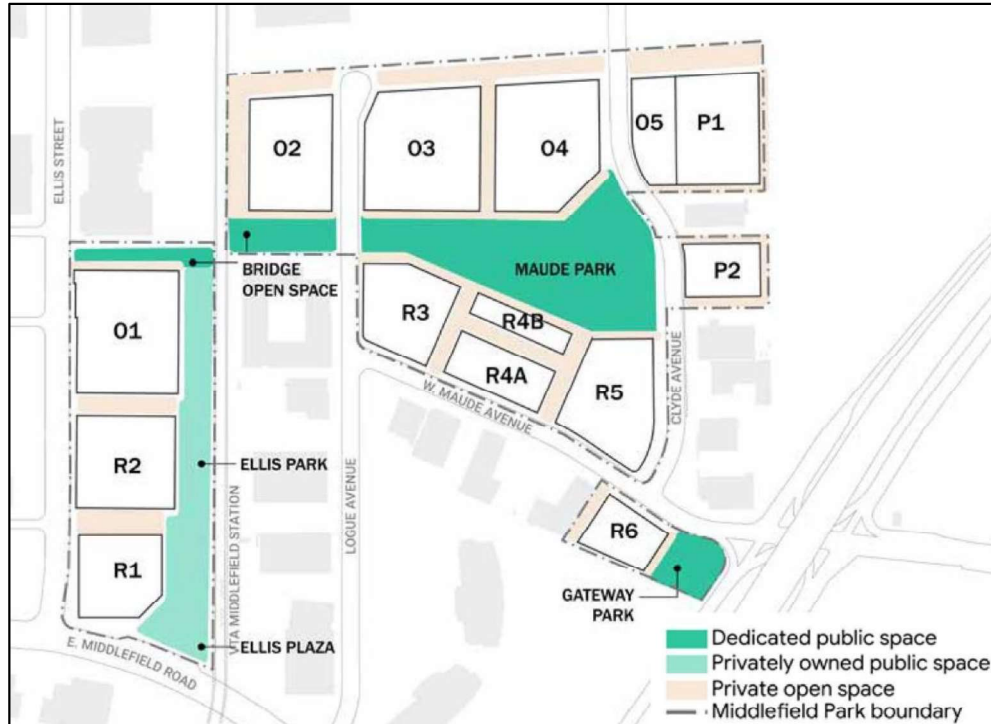 ELLIS STREET
O2
O3
O4
O5
P1
BRIDGE
OPEN SPACE
MAUDE PARK
P2
O1
R3
R4B
R4A
R5
W. MAUDE AVENUE
CLYDE AVENUE
R2
ELLIS PARK
LOGUE AVENUE
MIDDLEFIELD STATION
R1
R6
GATEWAY
PARK
ELLIS PLAZA
E. MIDDLEFIELD ROAD
Dedicated public space
Privately owned public space
Private open space
Middlefield Park boundary